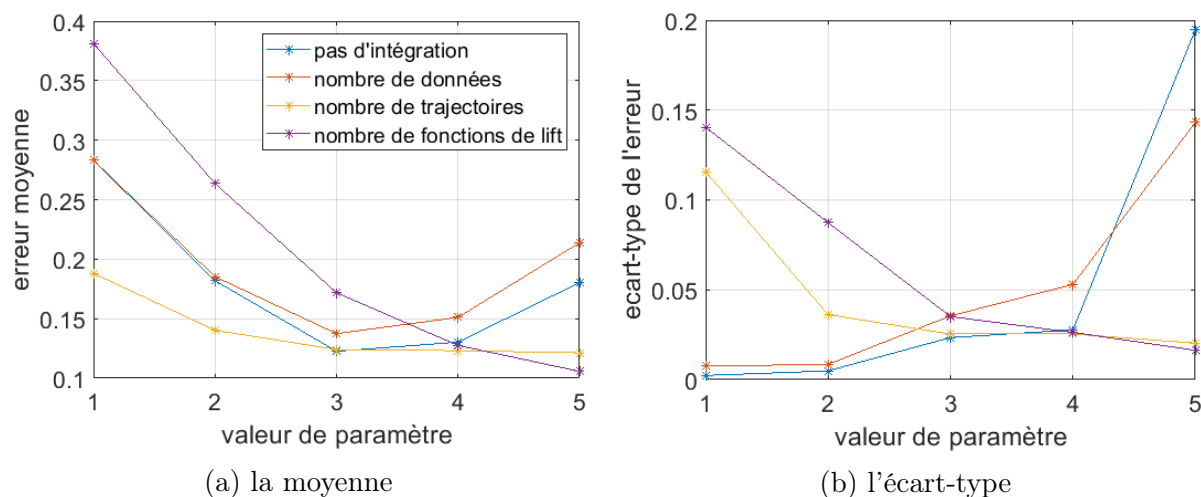 0.4
0.35
0.3
0.25
0.2
0.15
0.1
erreur moyenne
pas d'intégration
nombre de données
nombre de trajectoires
nombre de fonctions de lift
1 2 3 4 5
valeur de paramètre
(a) la moyenne
0.2
0.15
0.1
0.05
0
ecart-type de l'erreur
1 2 3 4 5
valeur de paramètre
(b) l'écart-type